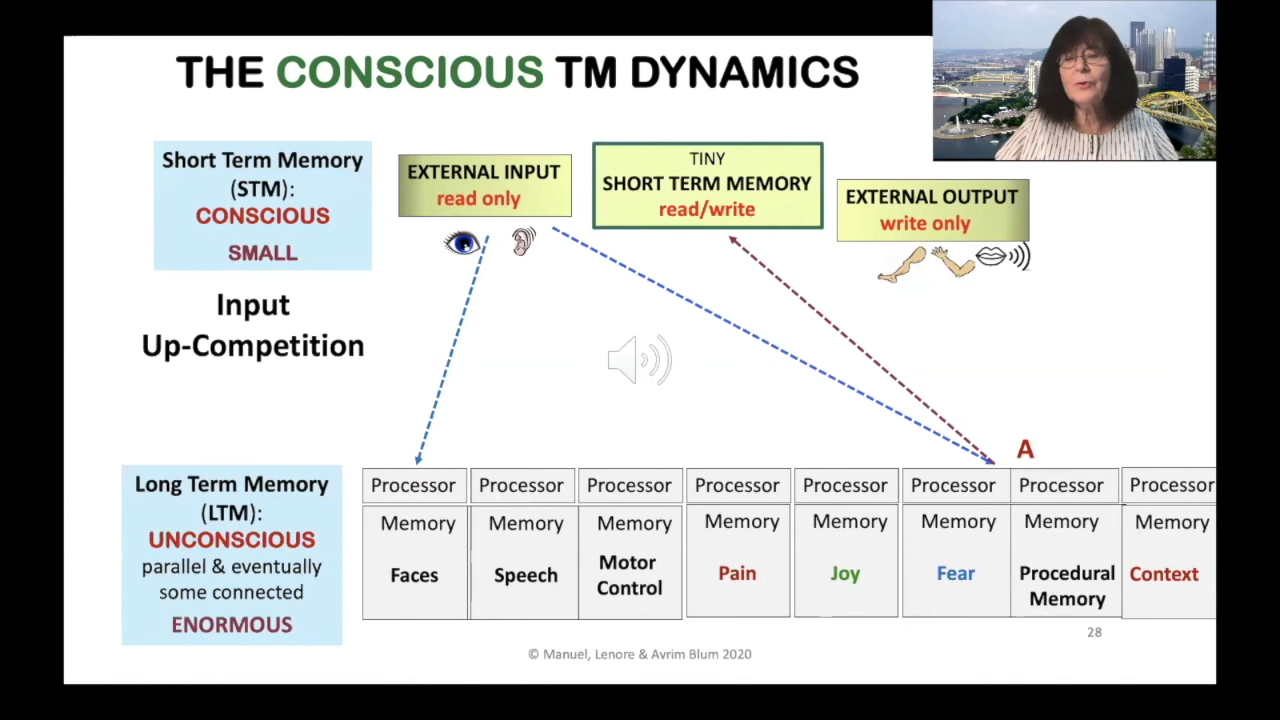 THE CONSCIOUS TM DYNAMICS
Short Term Memory
(STM):
CONSCIOUS
SMALL
EXTERNAL INPUT
read only
TINY
SHORT TERM MEMORY
read/write
EXTERNAL OUTPUT
write only
Input
Up-Competition
A
Long Term Memory
(LTM):
UNCONSCIOUS
parallel & eventually
some connected
ENORMOUS
Processor Processor Processor Processor Processor Processor Processor Processor
Memory Memory Memory Memory Memory Memory Memory Memory
Faces
Speech
Motor
Control
Pain
Joy
Fear
Procedural
Memory
Context
28
© Manuel, Lenore & Avrim Blum 2020